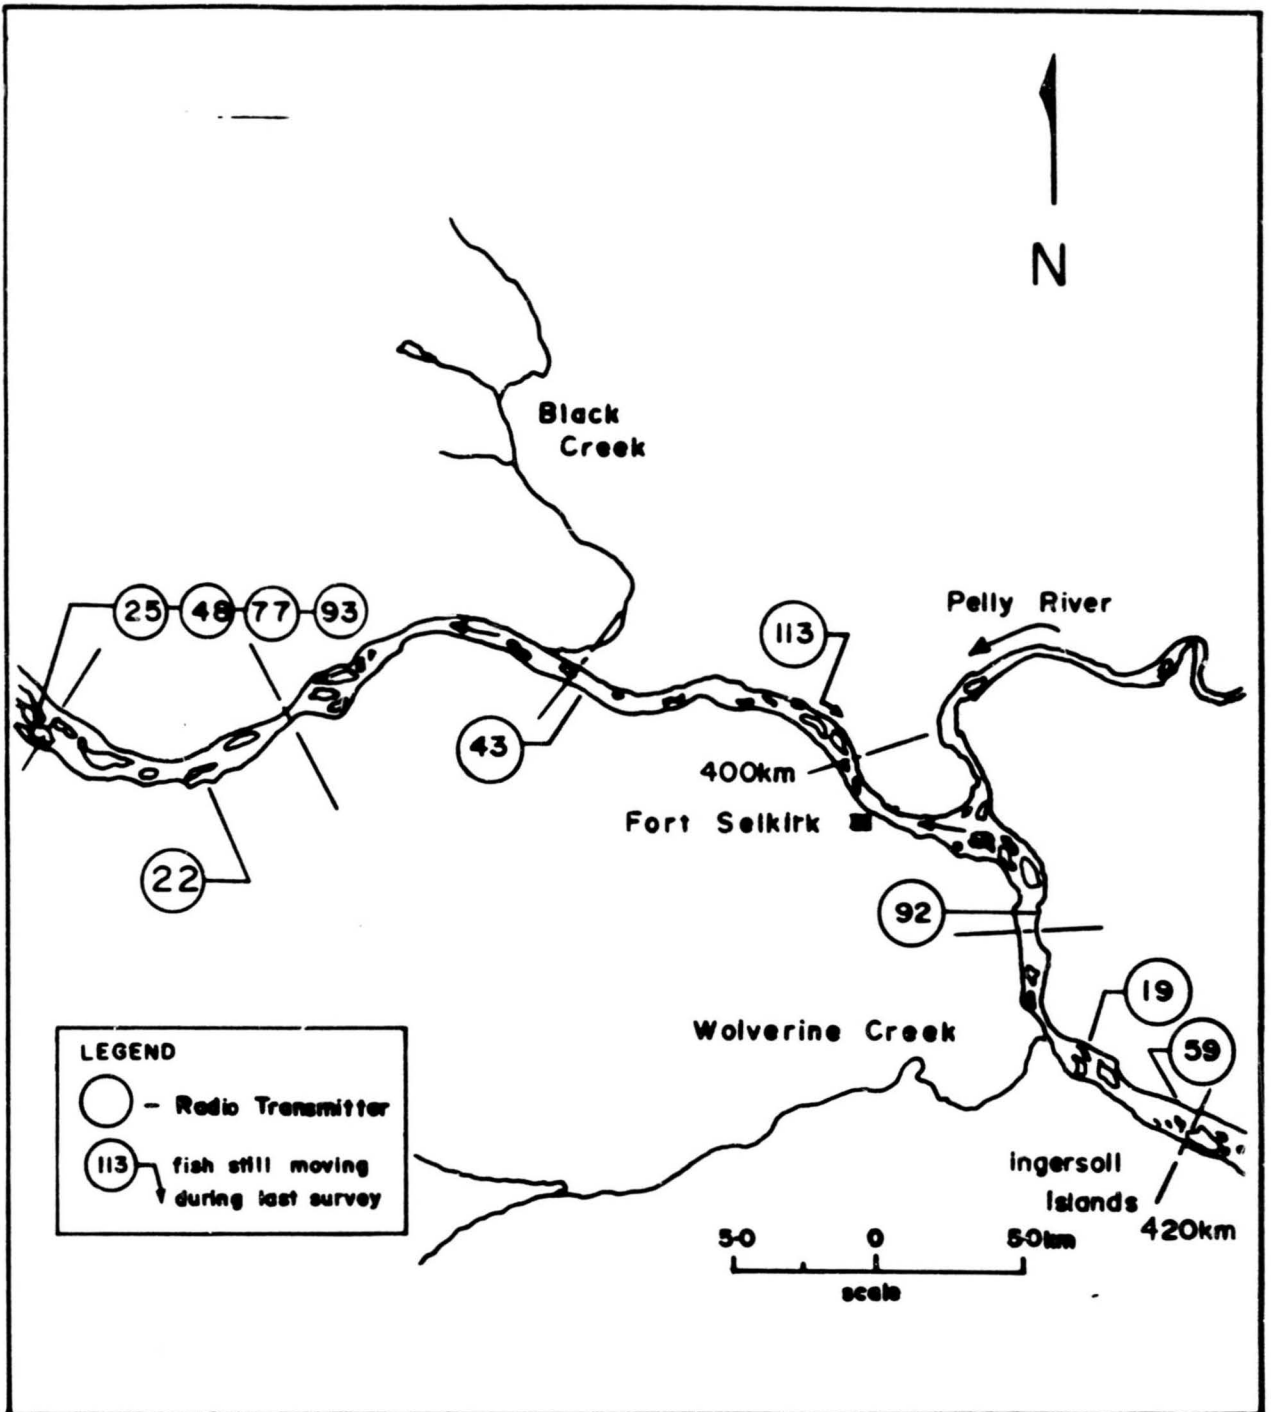 N
Black
Creek
25 48 77 93
Pelly River
113
43
400km
Fort Selkirk
22
92
19
Wolverine Creek
59
LEGEND
- Radio Transmitter
113 fish still moving
during last survey
Ingersoll
Islands
420km
5·0 0 5·0km
scale